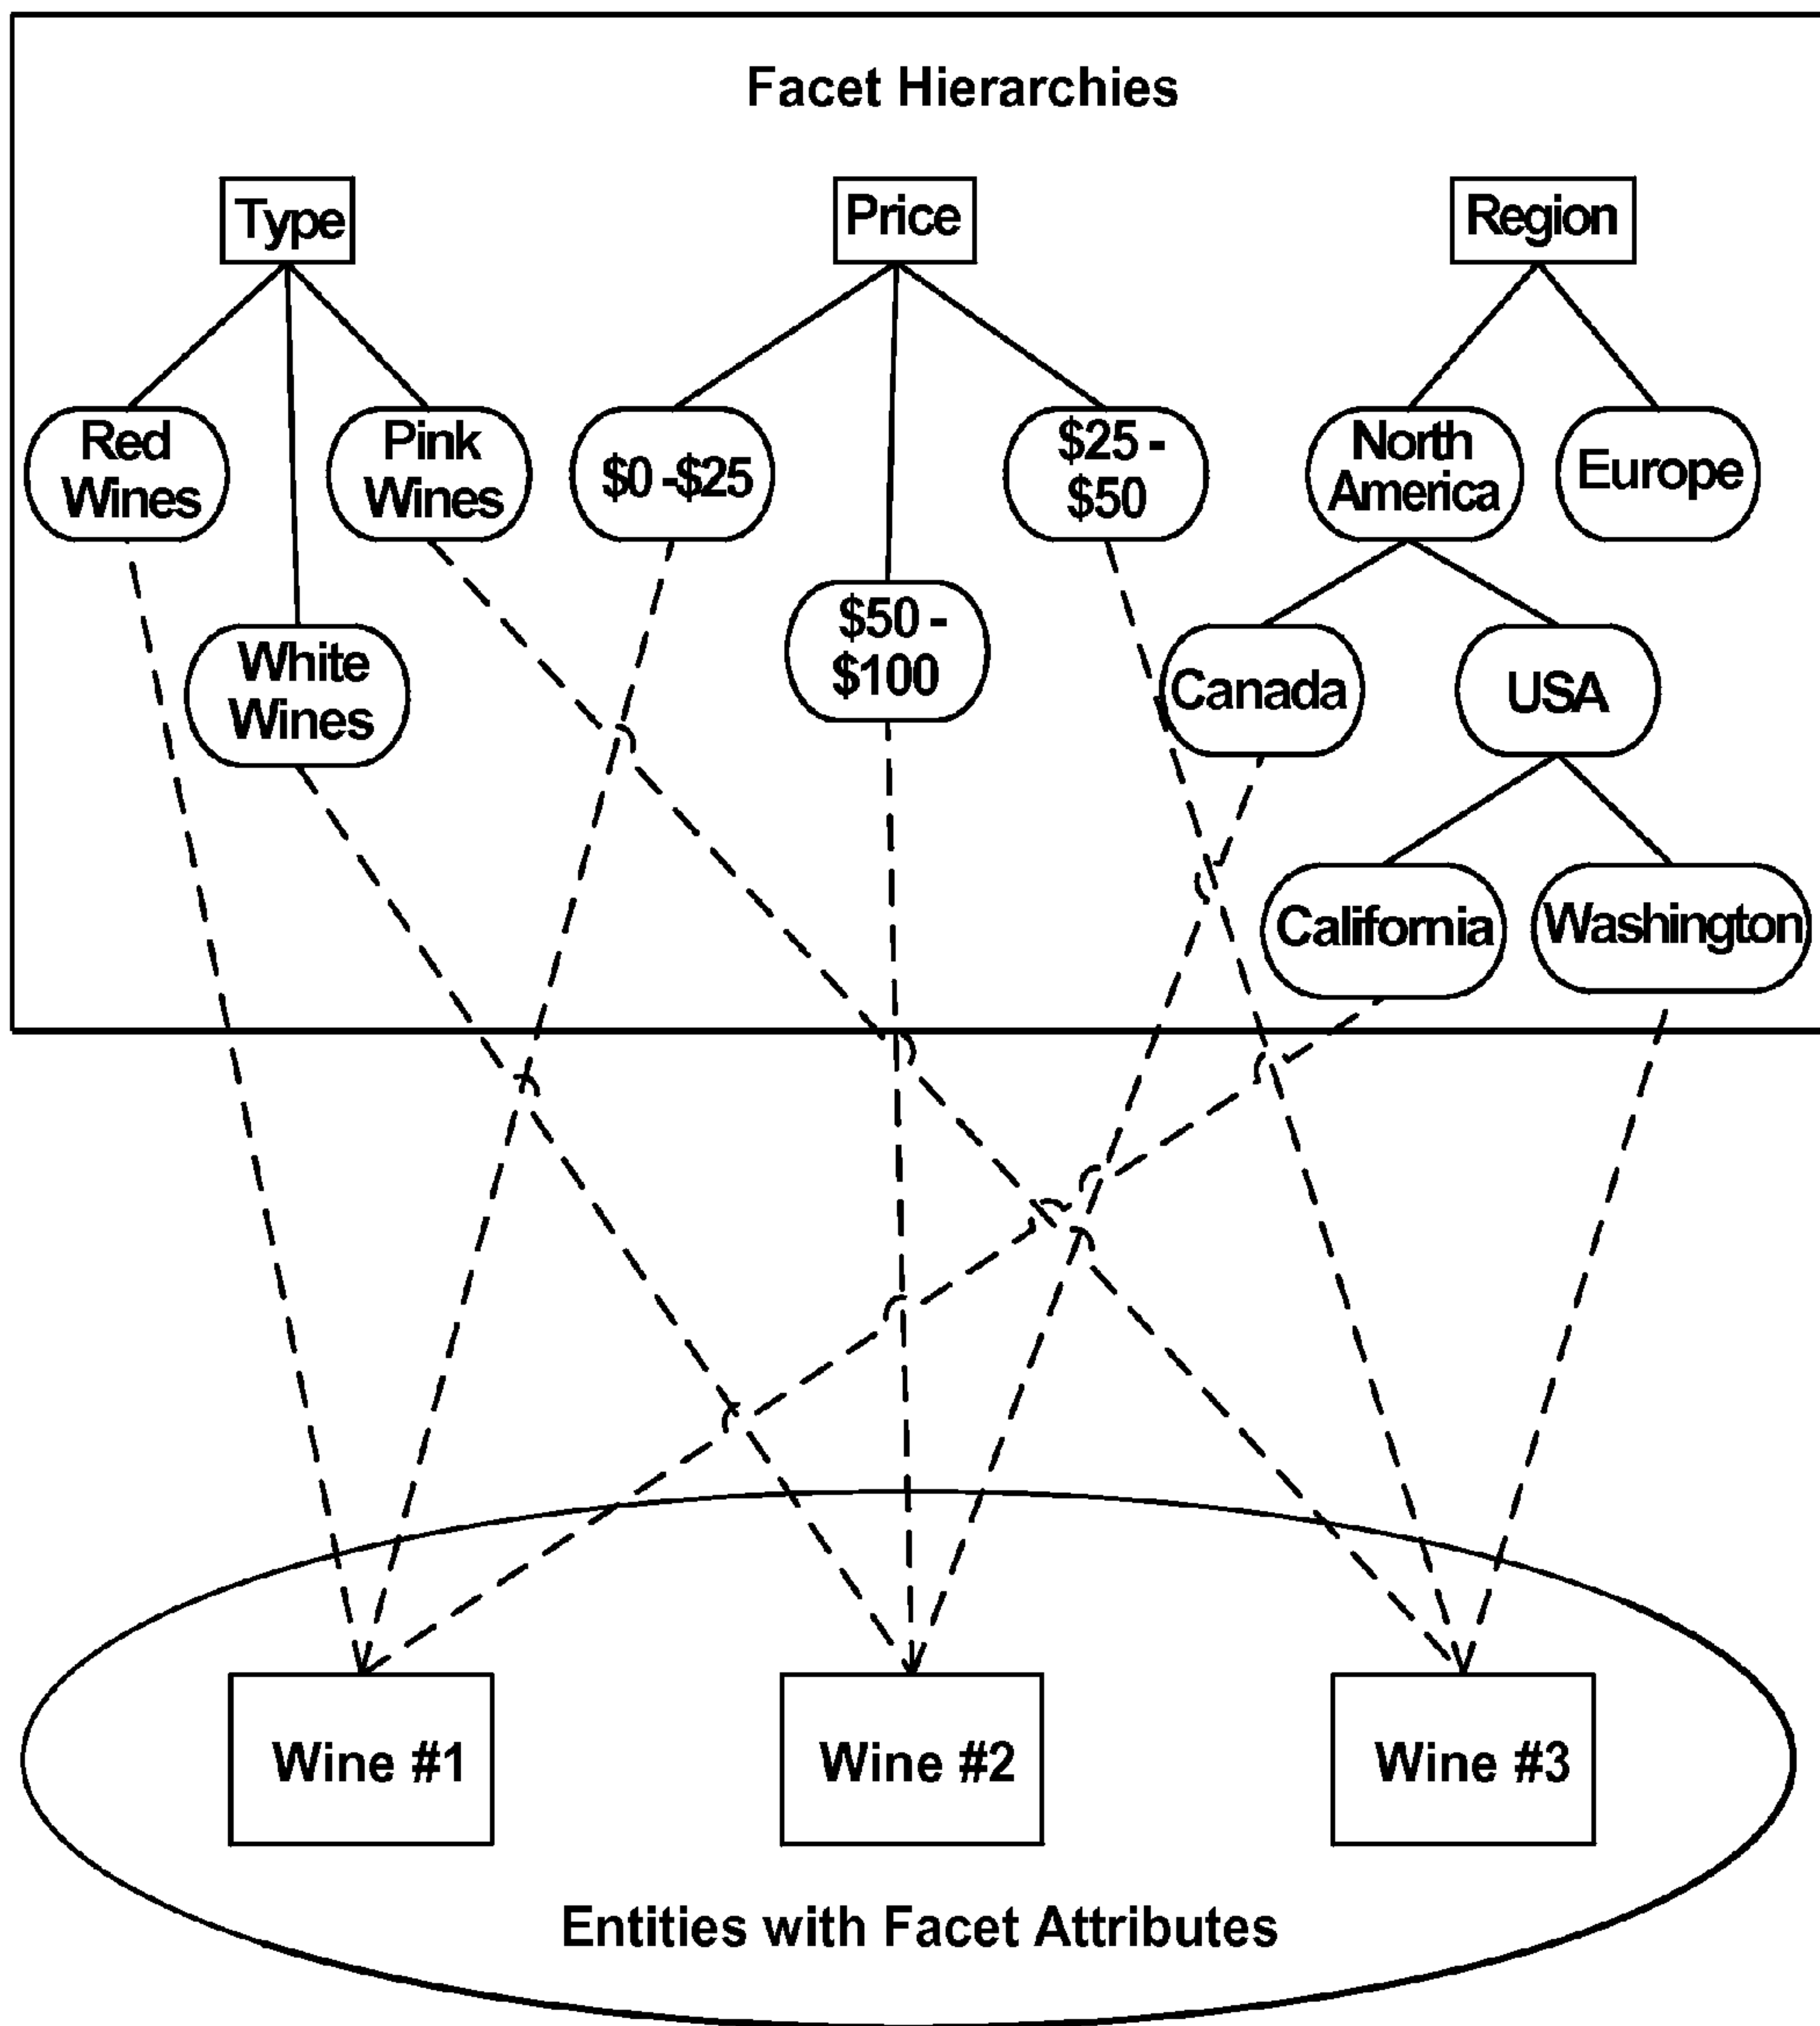 Facet Hierarchies
Type
Price
Region
Red
Wines
Pink
Wines
$0 -$25
$25 -
$50
North
America
Europe
$50 -
$100
White
Wines
Canada
USA
California
Washington
Wine #1
Wine #2
Wine #3
Entities with Facet Attributes